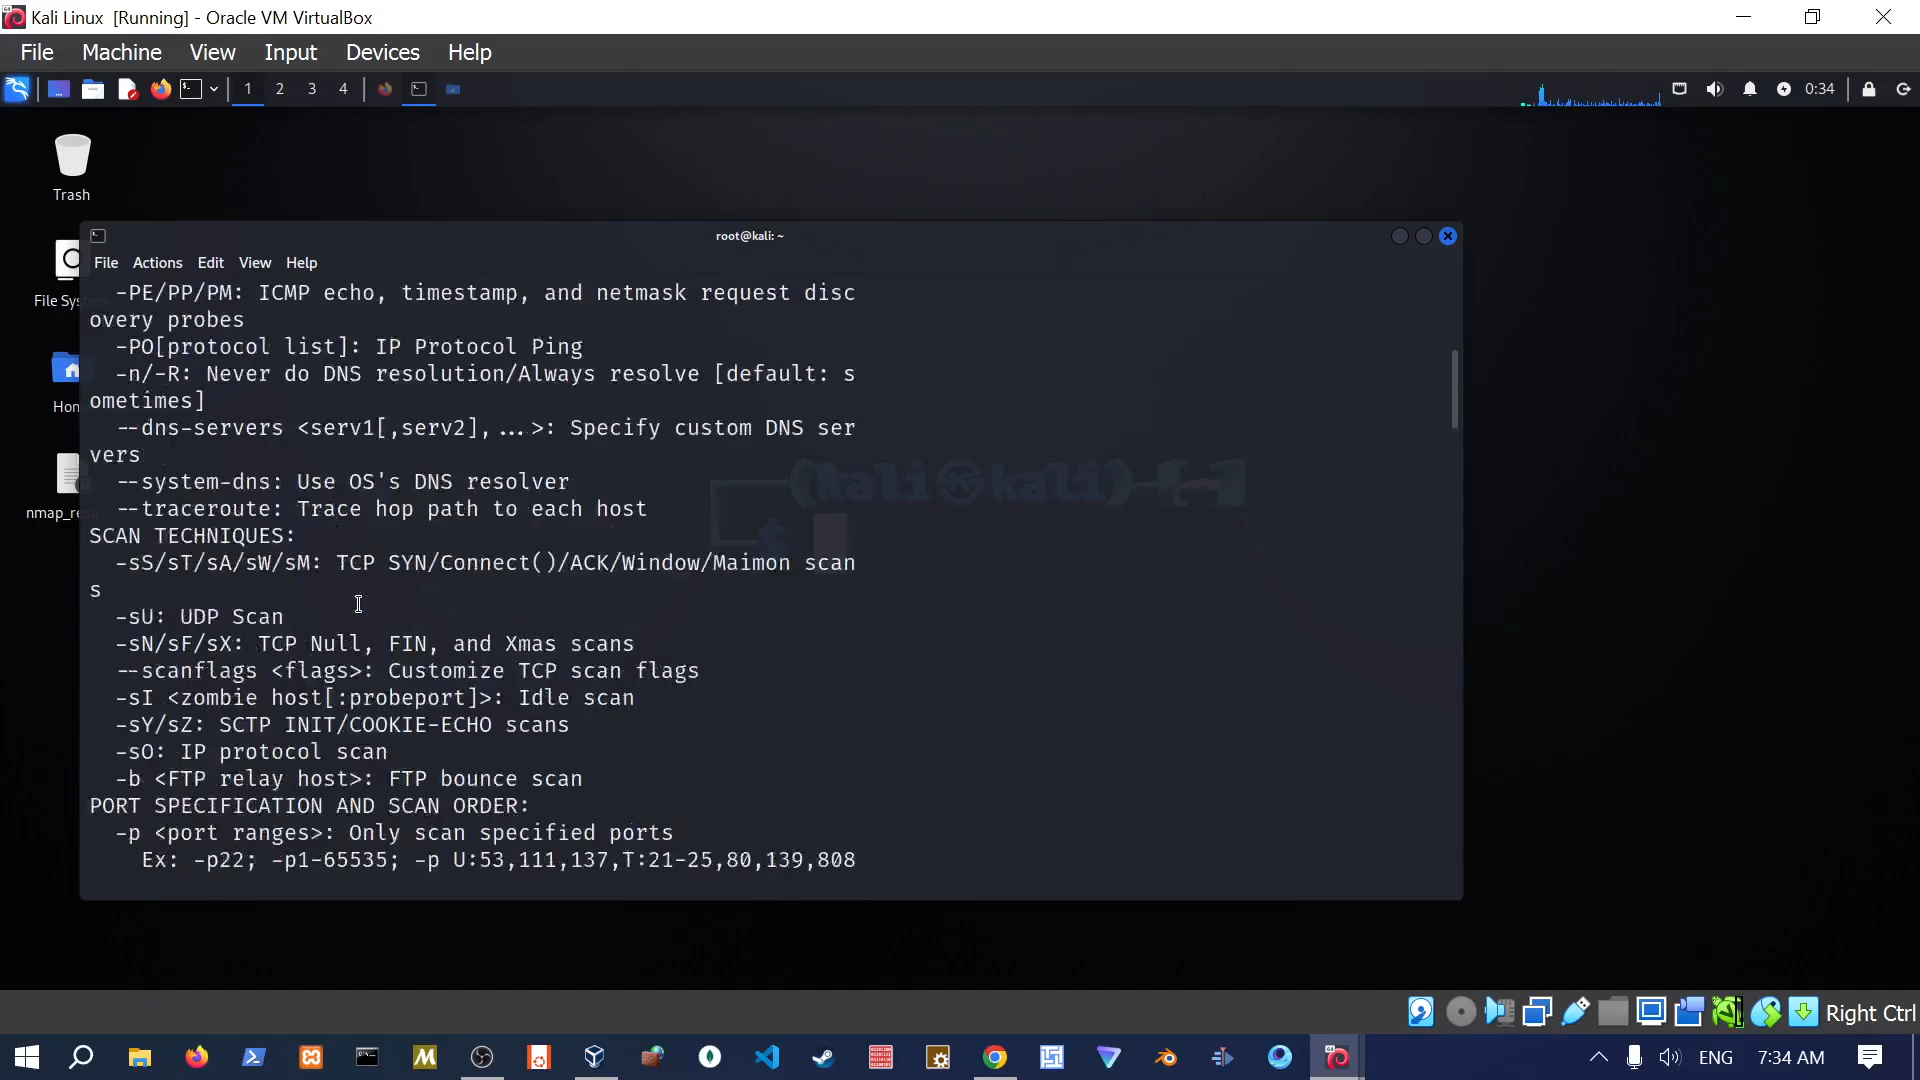 Kali Linux [Running] - Oracle VM VirtualBox
File Machine View Input Devices Help
1 2 3 4
0:34
Trash
File Sys
Hom
nmap_resu
root@kali: ~
File Actions Edit View Help
-PE/PP/PM: ICMP echo, timestamp, and netmask request disc
overy probes
-PO[protocol list]: IP Protocol Ping
-n/-R: Never do DNS resolution/Always resolve [default: s
ometimes]
--dns-servers <serv1[,serv2],...>: Specify custom DNS ser
vers
--system-dns: Use OS's DNS resolver
--traceroute: Trace hop path to each host
SCAN TECHNIQUES:
-sS/sT/sA/sW/sM: TCP SYN/Connect()/ACK/Window/Maimon scan
s
-sU: UDP Scan
-sN/sF/sX: TCP Null, FIN, and Xmas scans
--scanflags <flags>: Customize TCP scan flags
-sI <zombie host[:probeport]>: Idle scan
-sY/sZ: SCTP INIT/COOKIE-ECHO scans
-sO: IP protocol scan
-b <FTP relay host>: FTP bounce scan
PORT SPECIFICATION AND SCAN ORDER:
-p <port ranges>: Only scan specified ports
Ex: -p22; -p1-65535; -p U:53,111,137,T:21-25,80,139,808
(kali㉿kali)-[~]
$
Right Ctrl
ENG
7:34 AM